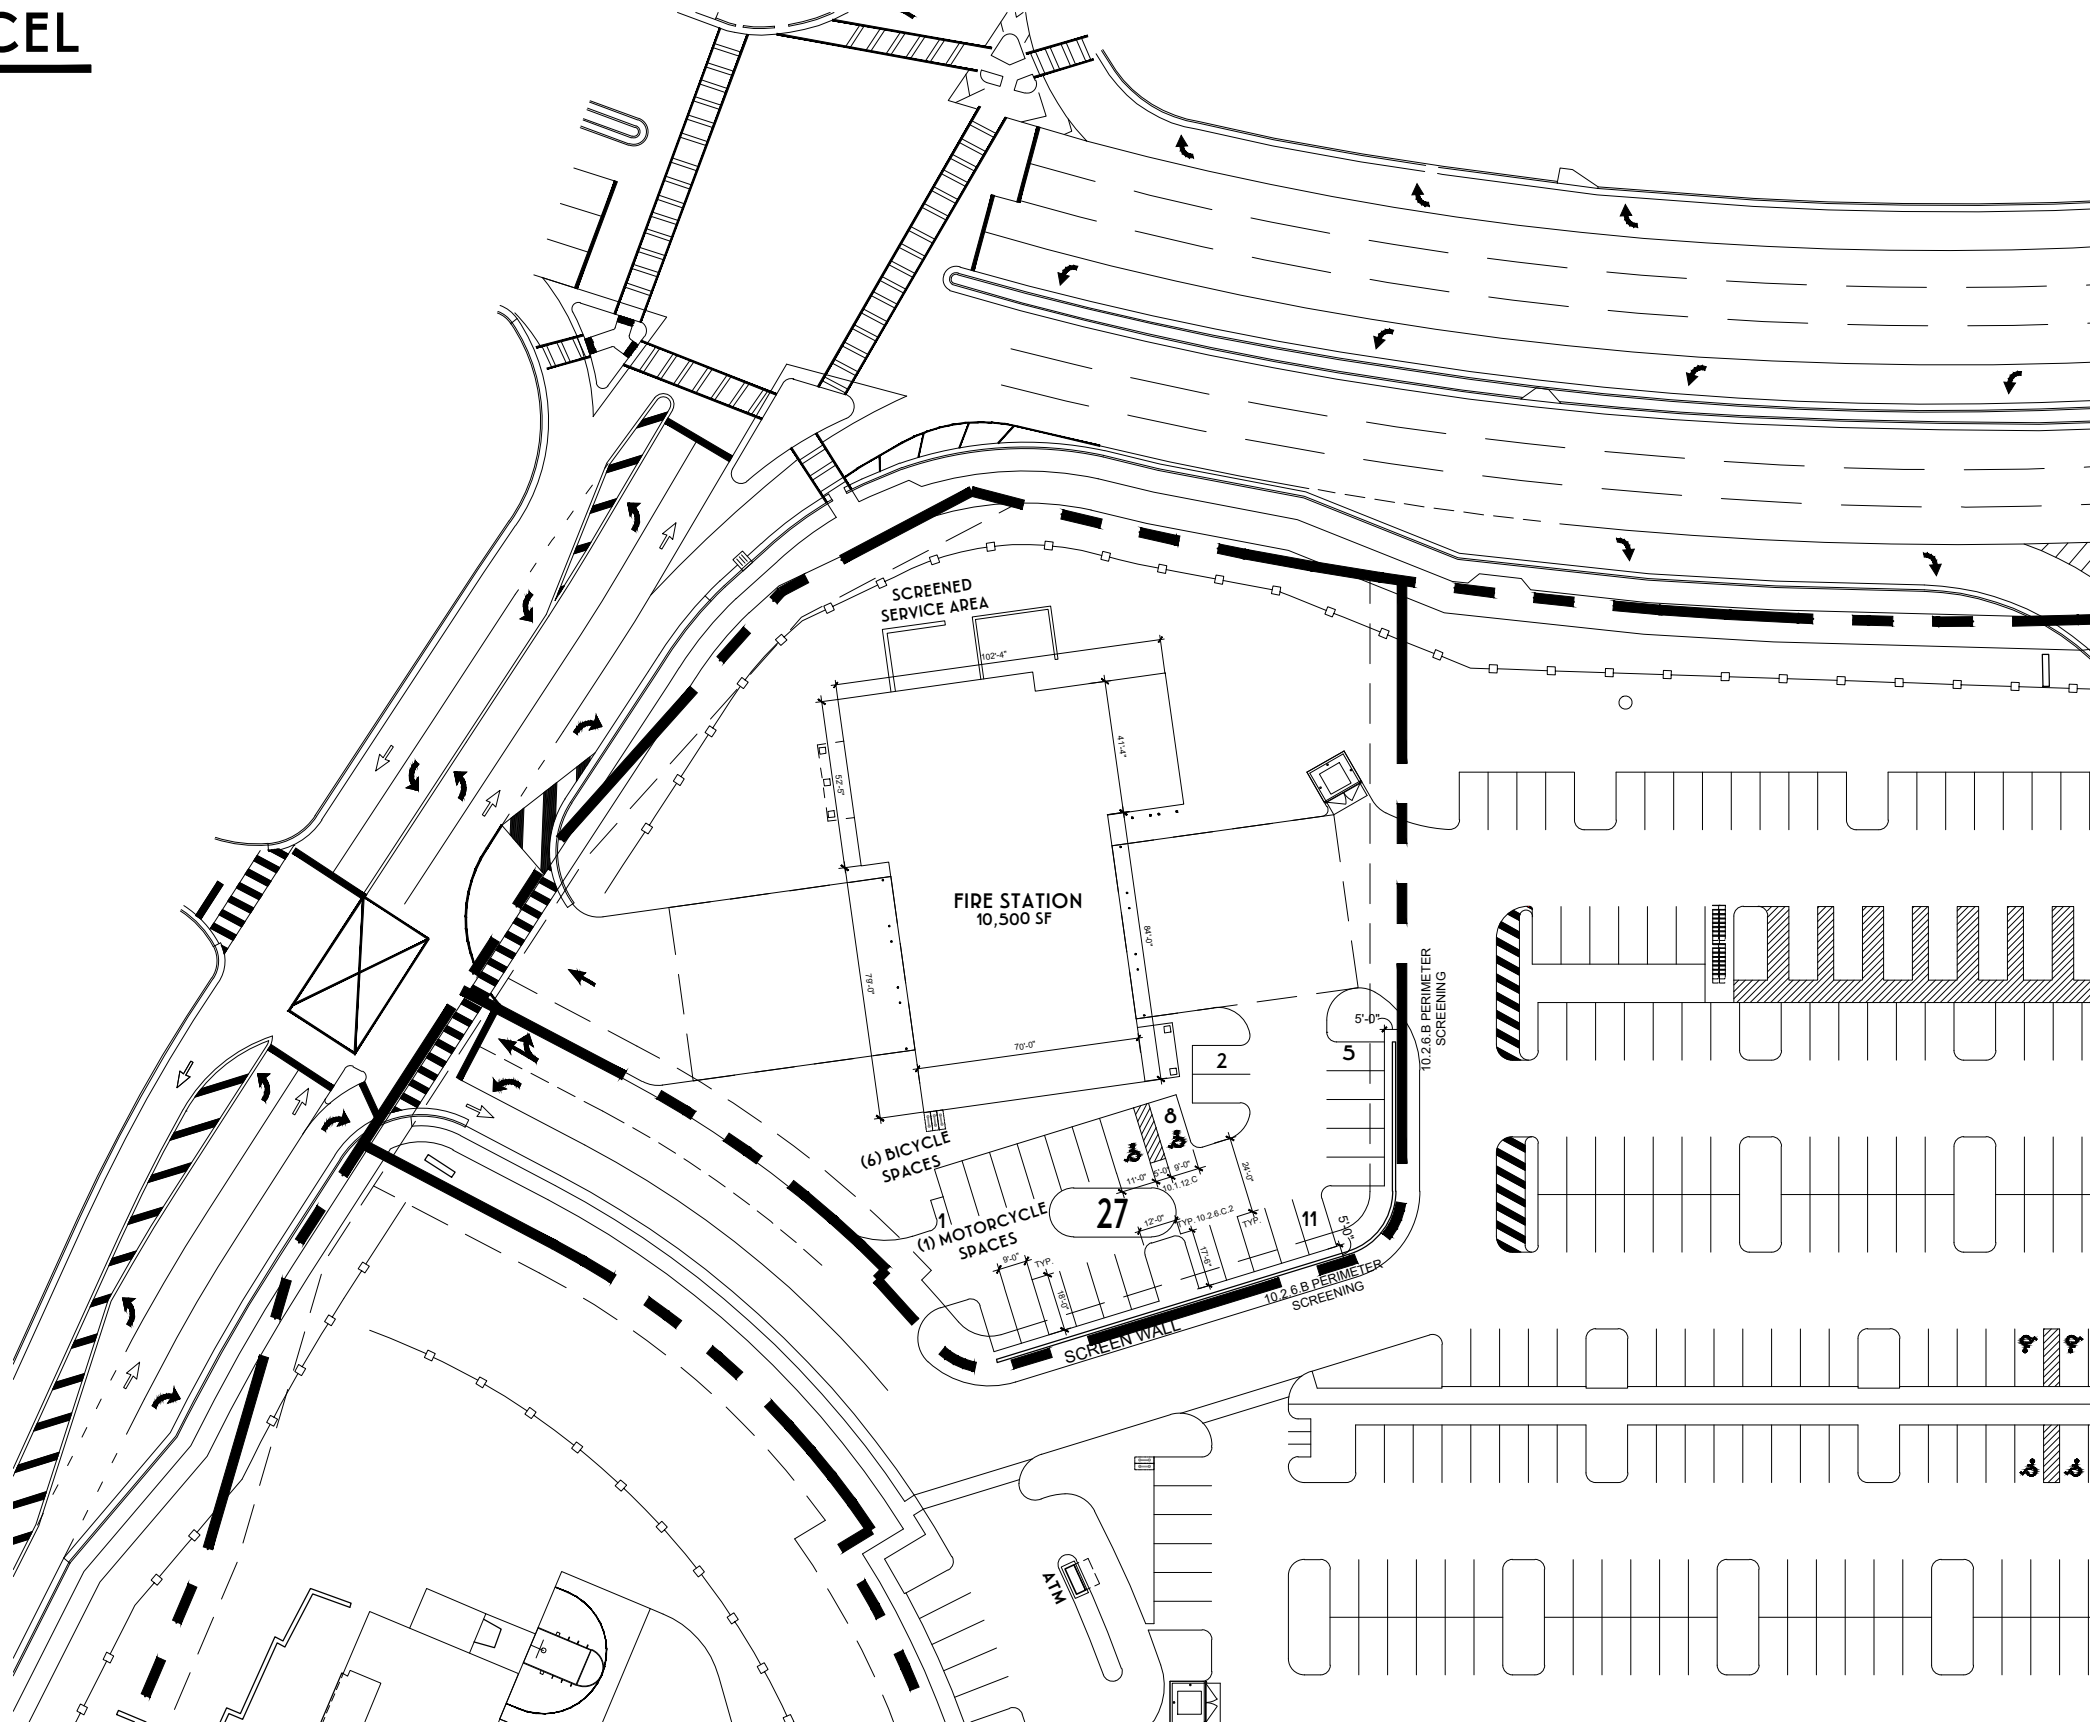 CEL
SCREENED
SERVICE AREA
102'-4"
41'-4"
52'-5"
FIRE STATION
10,500 SF
84'-0"
79'-0"
70'-0"
10.2.6.B PERIMETER
SCREENING
5'-0"
2
5
8
(6) BICYCLE
SPACES
11'-0"
5'-0"
9'-0"
10.1.12.C
24'-0"
1
(1) MOTORCYCLE
SPACES
27
12'-0"
TYP. 10.2.6.C.2
TYP.
11
5'-0"
9'-0"
TYP.
18'-0"
17'-6"
10.2.6.B PERIMETER
SCREENING
SCREEN WALL
ATM